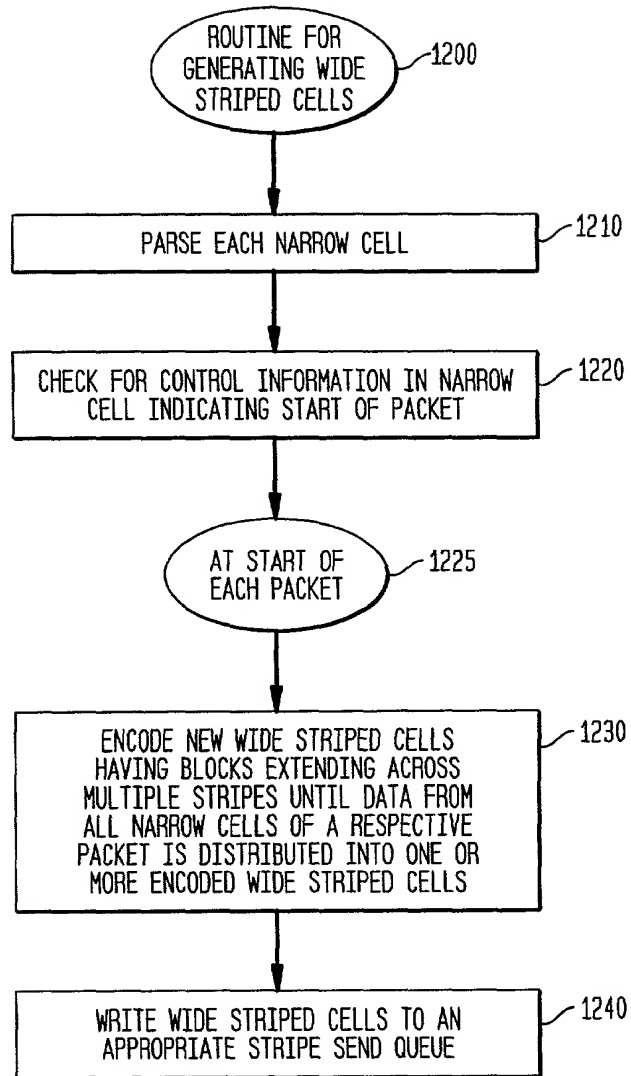 ROUTINE FOR
GENERATING WIDE
STRIPED CELLS
1200
PARSE EACH NARROW CELL
1210
CHECK FOR CONTROL INFORMATION IN NARROW
CELL INDICATING START OF PACKET
1220
AT START OF
EACH PACKET
1225
ENCODE NEW WIDE STRIPED CELLS
HAVING BLOCKS EXTENDING ACROSS
MULTIPLE STRIPES UNTIL DATA FROM
ALL NARROW CELLS OF A RESPECTIVE
PACKET IS DISTRIBUTED INTO ONE OR
MORE ENCODED WIDE STRIPED CELLS
1230
WRITE WIDE STRIPED CELLS TO AN
APPROPRIATE STRIPE SEND QUEUE
1240